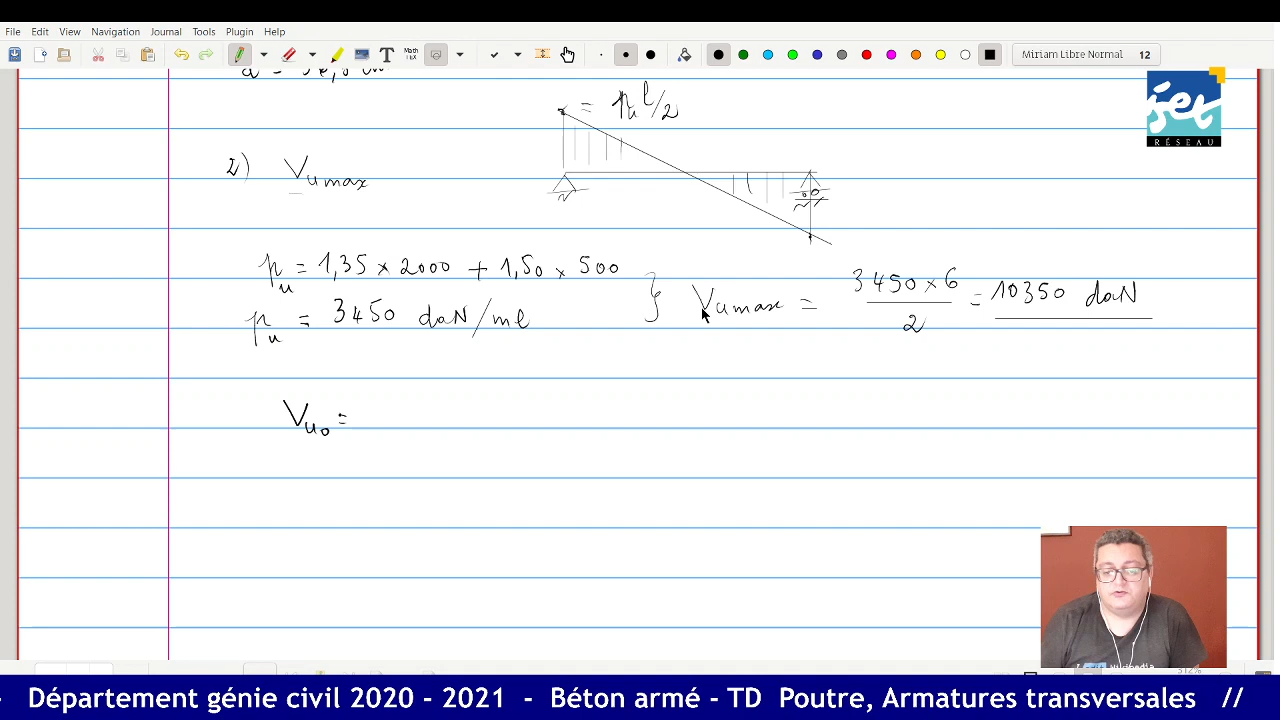 File Edit View Navigation Journal Tools Plugin Help
Miriam Libre Normal 12
iset
RÉSEAU
= pu l/2
2) Vumax
pu = 1,35 × 2000 + 1,50 × 500
pu = 3450 daN/ml
} Vumax = 3450 × 6 / 2 = 10350 daN
Vu0 =
Département génie civil 2020 - 2021 - Béton armé - TD Poutre, Armatures transversales //